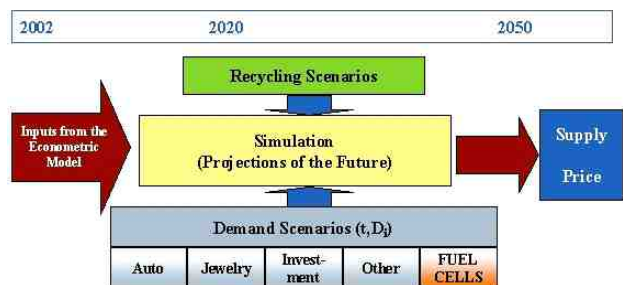 2002 2020 2050
Recycling Scenarios
Inputs from the
Econometric
Model
Simulation
(Projections of the Future)
Supply
Price
Demand Scenarios (t,Di)
Auto
Jewelry
Invest-
ment
Other
FUEL
CELLS